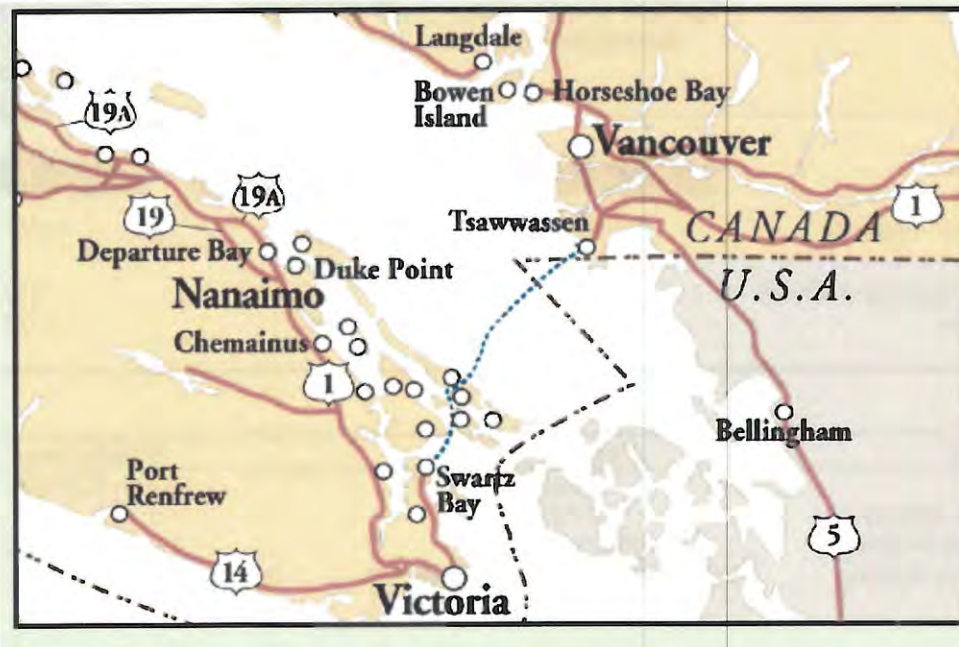 Langdale
Bowen
Island
Horseshoe Bay
19A
Vancouver
19A
19
1
Tsawwassen
CANADA
Departure Bay
Duke Point
U.S.A.
Nanaimo
Chemainus
1
Bellingham
Port
Renfrew
Swartz
Bay
5
14
Victoria